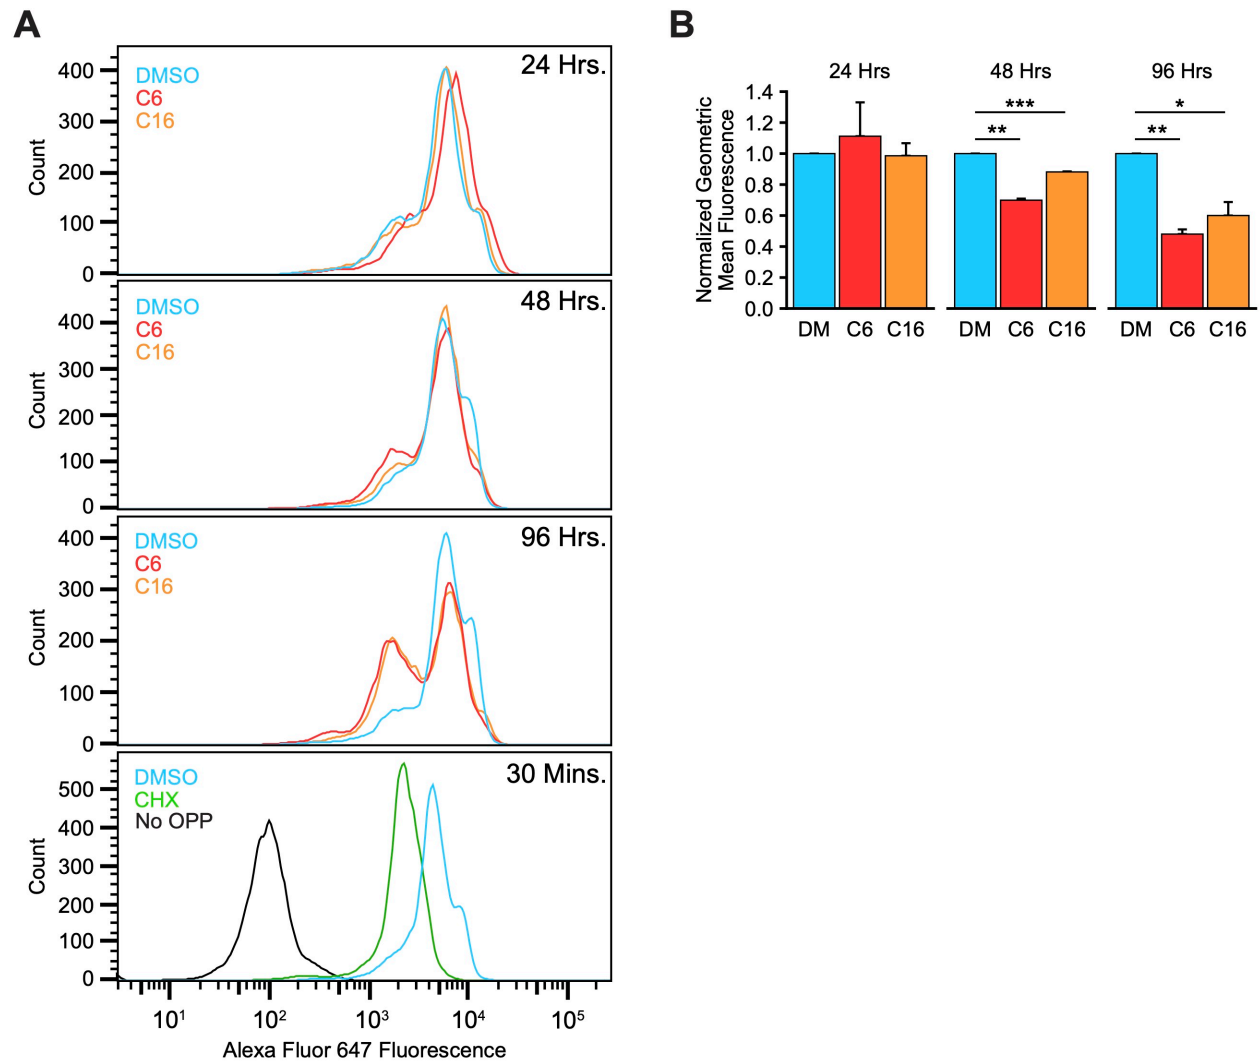 A
24 Hrs.
DMSO
C6
C16
400
300
200
100
0
Count
48 Hrs.
DMSO
C6
C16
400
300
200
100
0
Count
96 Hrs.
DMSO
C6
C16
400
300
200
100
0
Count
30 Mins.
DMSO
CHX
No OPP
500
400
300
200
100
0
Count
10¹ 10² 10³ 10⁴ 10⁵
Alexa Fluor 647 Fluorescence
B
24 Hrs 48 Hrs 96 Hrs
Normalized Geometric
Mean Fluorescence
1.4
1.2
1.0
0.8
0.6
0.4
0.2
0.0
*** *
** **
DM C6 C16 DM C6 C16 DM C6 C16